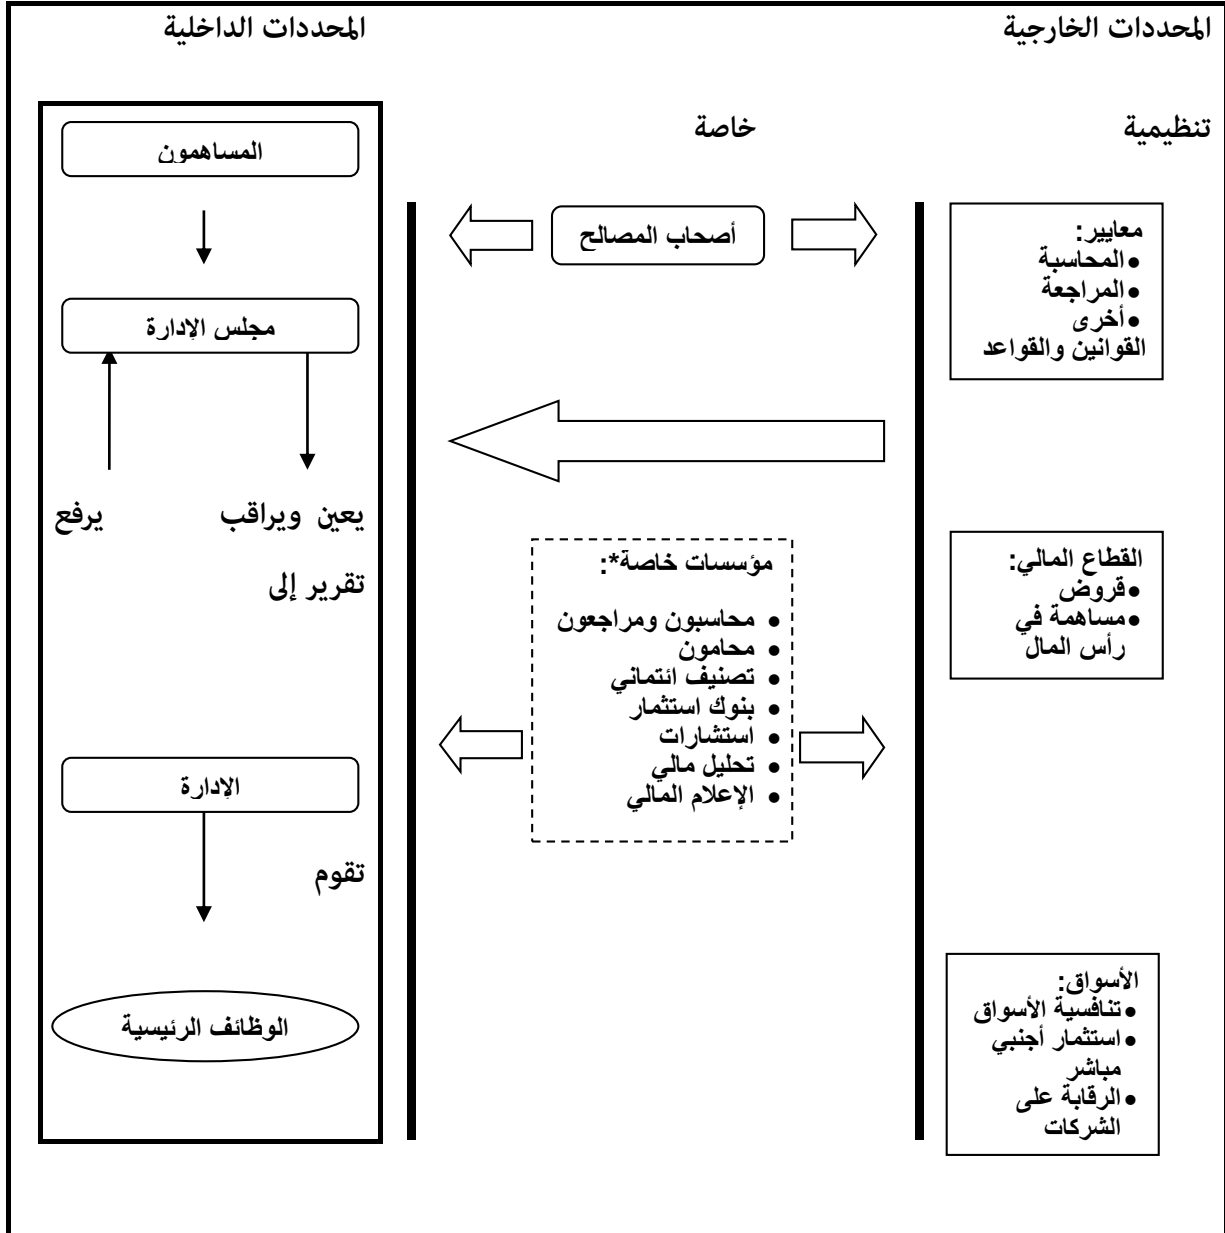 المحددات الخارجية
المحددات الداخلية
تنظيمية
خاصة
معايير:
•المحاسبة
•المراجعة
•أخرى
القوانين والقواعد
القطاع المالي:
•قروض
•مساهمة في
رأس المال
الأسواق:
•تنافسية الأسواق
•استثمار أجنبي
مباشر
•الرقابة على
الشركات
أصحاب المصالح
مؤسسات خاصة*:
• محاسبون ومراجعون
• محامون
• تصنيف ائتماني
• بنوك استثمار
• استشارات
• تحليل مالي
• الإعلام المالي
المساهمون
مجلس الإدارة
يعين ويراقب يرفع
تقرير إلى
الإدارة
تقوم
الوظائف الرئيسية